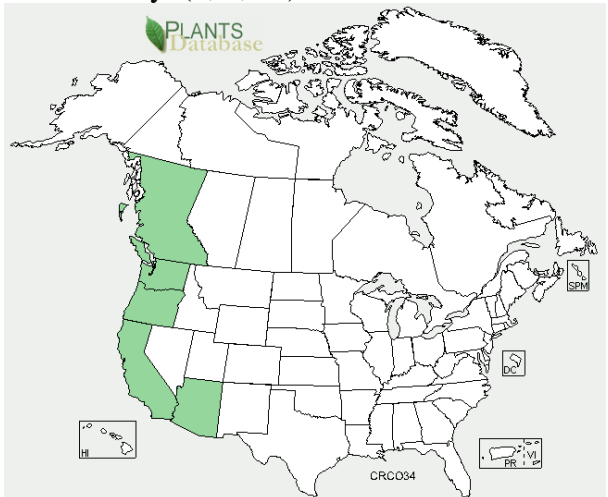 PLANTS
Database
SPM
DC
HI
PR
VI
CRCO34